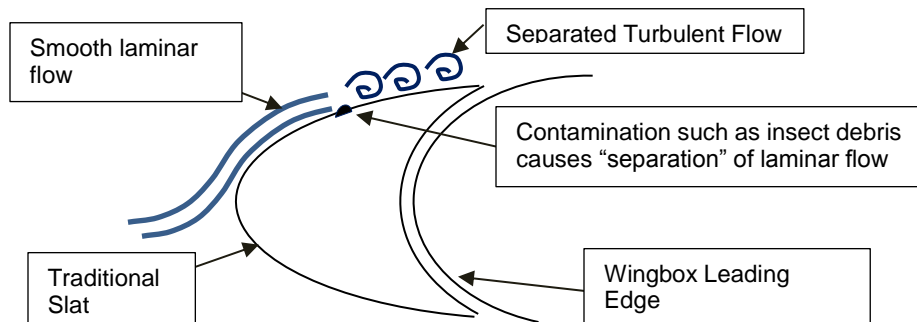 Smooth laminar
flow
Separated Turbulent Flow
Contamination such as insect debris
causes “separation” of laminar flow
Traditional
Slat
Wingbox Leading
Edge